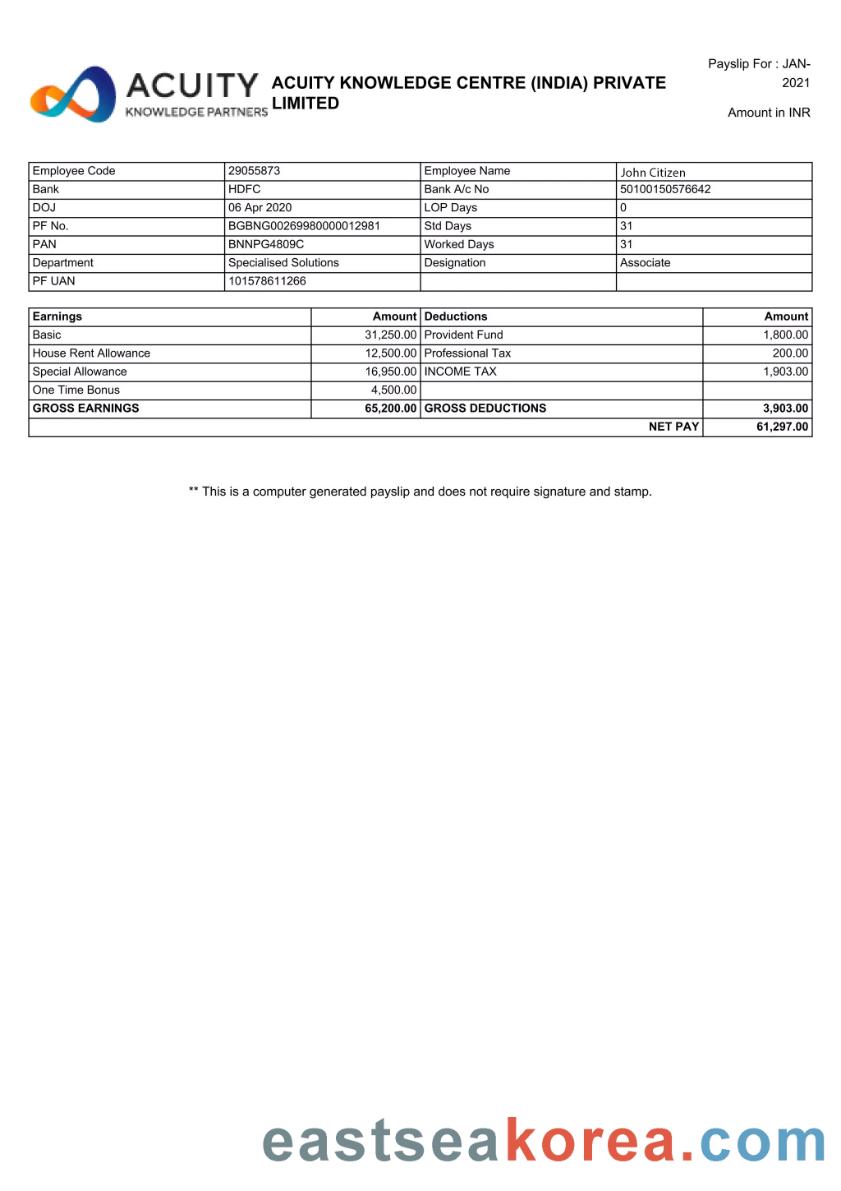 ACUITY
KNOWLEDGE PARTNERS
ACUITY KNOWLEDGE CENTRE (INDIA) PRIVATE
LIMITED
Payslip For : JAN-
2021
Amount in INR
Employee Code 29055873 Employee Name John Citizen
Bank HDFC Bank A/c No 50100150576642
DOJ 06 Apr 2020 LOP Days 0
PF No. BGBNG00269980000012981 Std Days 31
PAN BNNPG4809C Worked Days 31
Department Specialised Solutions Designation Associate
PF UAN 101578611266
Earnings Amount Deductions Amount
Basic 31,250.00 Provident Fund 1,800.00
House Rent Allowance 12,500.00 Professional Tax 200.00
Special Allowance 16,950.00 INCOME TAX 1,903.00
One Time Bonus 4,500.00
GROSS EARNINGS 65,200.00 GROSS DEDUCTIONS 3,903.00
NET PAY 61,297.00
** This is a computer generated payslip and does not require signature and stamp.
eastseakorea.com